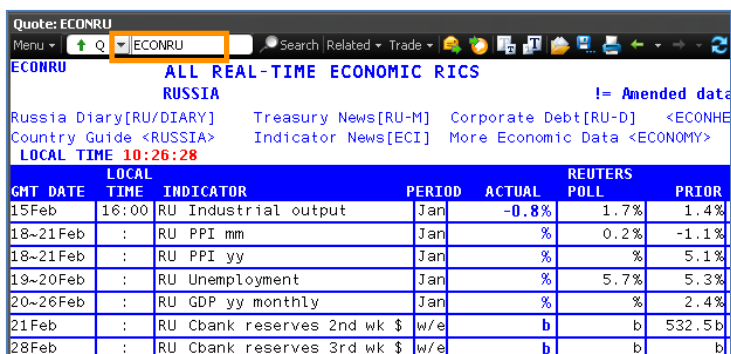 Quote: ECONRU
Menu Q ECONRU Search Related Trade
ECONRU ALL REAL-TIME ECONOMIC RICS
RUSSIA != Amended data
Russia Diary[RU/DIARY] Treasury News[RU-M] Corporate Debt[RU-D] <ECONHE
Country Guide <RUSSIA> Indicator News[ECI] More Economic Data <ECONOMY>
LOCAL TIME 10:26:28
LOCAL REUTERS
GMT DATE TIME INDICATOR PERIOD ACTUAL POLL PRIOR
15Feb 16:00 RU Industrial output Jan -0.8% 1.7% 1.4%
18~21Feb : RU PPI mm Jan % 0.2% -1.1%
18~21Feb : RU PPI yy Jan % % 5.1%
19~20Feb : RU Unemployment Jan % 5.7% 5.3%
20~26Feb : RU GDP yy monthly Jan % % 2.4%
21Feb : RU Cbank reserves 2nd wk $ w/e b b 532.5b
28Feb : RU Cbank reserves 3rd wk $ w/e b b b